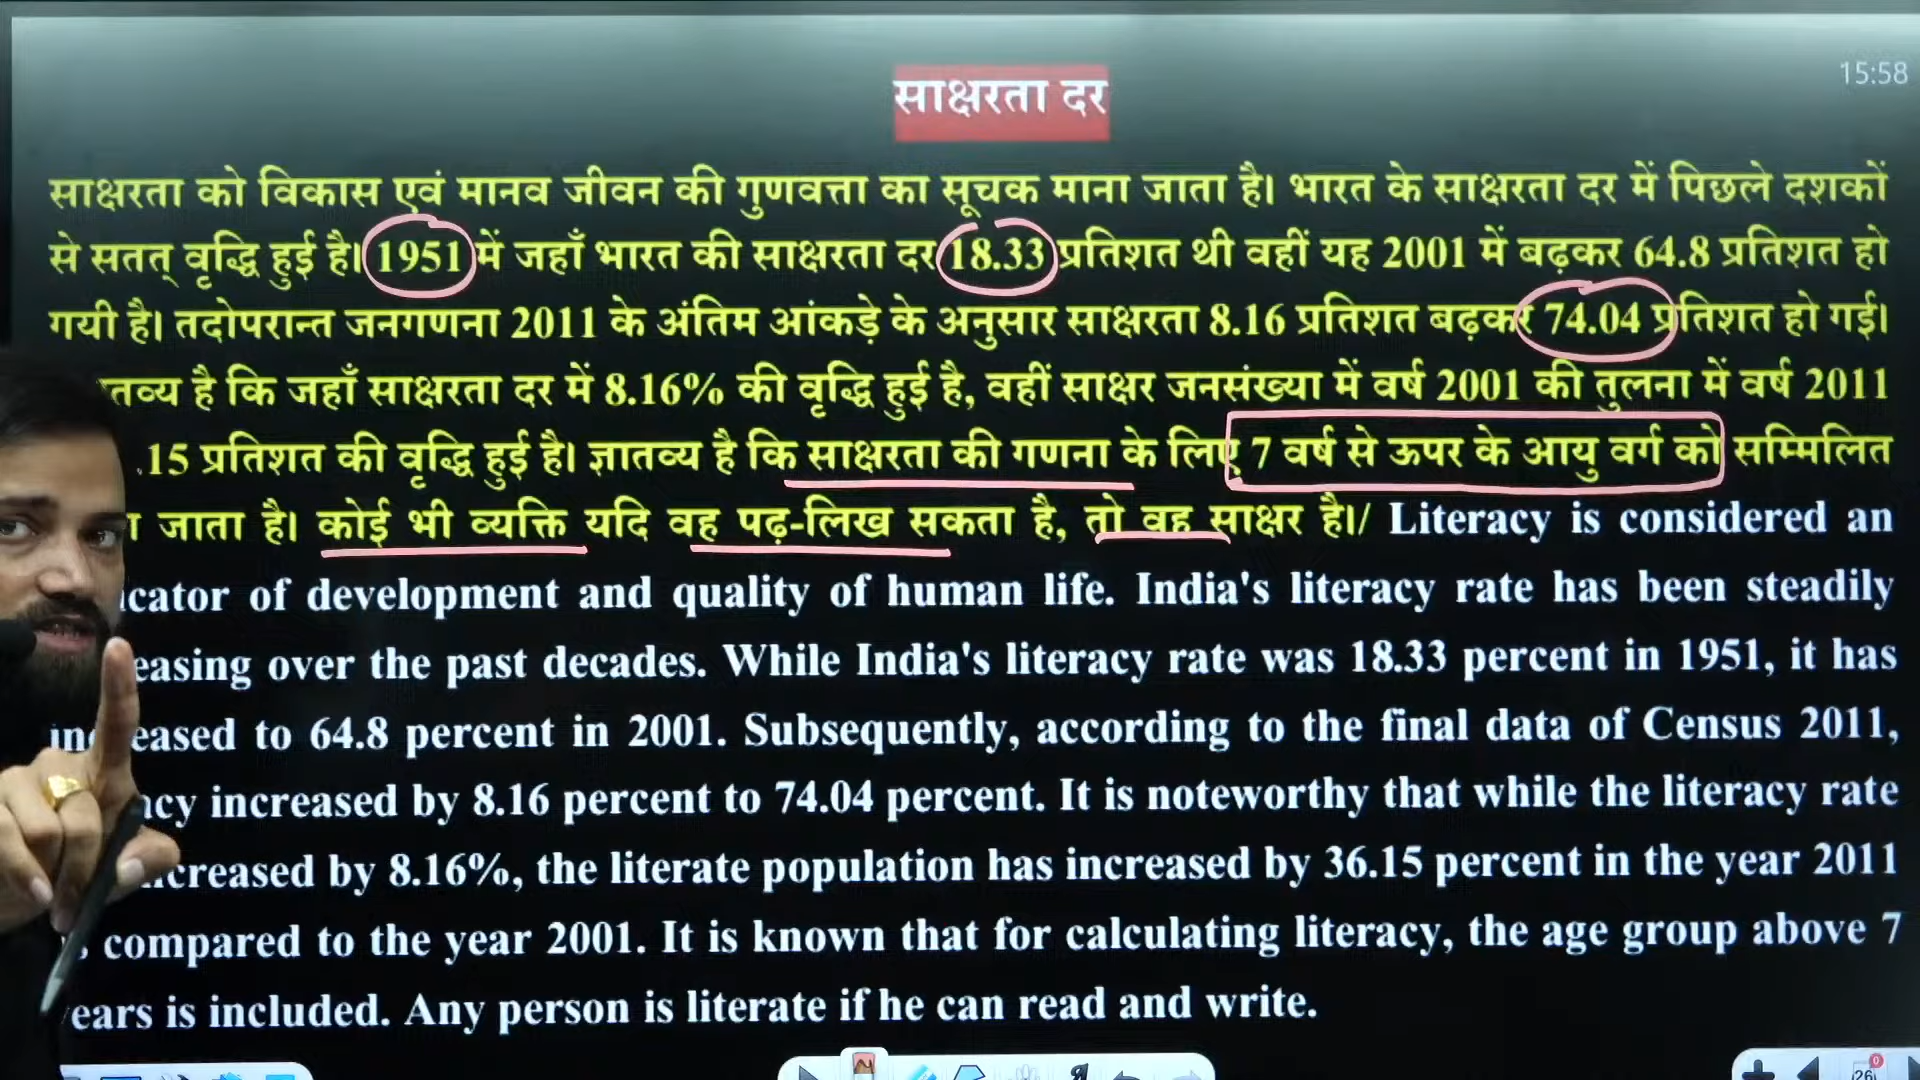 15:58
साक्षरता दर
साक्षरता को विकास एवं मानव जीवन की गुणवत्ता का सूचक माना जाता है। भारत के साक्षरता दर में पिछले दशकों
से सतत् वृद्धि हुई है। 1951 में जहाँ भारत की साक्षरता दर 18.33 प्रतिशत थी वहीं यह 2001 में बढ़कर 64.8 प्रतिशत हो
गयी है। तदोपरान्त जनगणना 2011 के अंतिम आंकड़े के अनुसार साक्षरता 8.16 प्रतिशत बढ़कर 74.04 प्रतिशत हो गई।
है कि जहाँ साक्षरता दर में 8.16% की वृद्धि हुई है, वहीं साक्षर जनसंख्या में वर्ष 2001 की तुलना में वर्ष 2011
.15 प्रतिशत की वृद्धि हुई है। ज्ञातव्य है कि साक्षरता की गणना के लिए 7 वर्ष से ऊपर के आयु वर्ग को सम्मिलित
जाता है। कोई भी व्यक्ति यदि वह पढ़-लिख सकता है, तो वह साक्षर है।/ Literacy is considered an
of development and quality of human life. India's literacy rate has been steadily
over the past decades. While India's literacy rate was 18.33 percent in 1951, it has
increased to 64.8 percent in 2001. Subsequently, according to the final data of Census 2011,
increased by 8.16 percent to 74.04 percent. It is noteworthy that while the literacy rate
increased by 8.16%, the literate population has increased by 36.15 percent in the year 2011
compared to the year 2001. It is known that for calculating literacy, the age group above 7
years is included. Any person is literate if he can read and write.
26
0